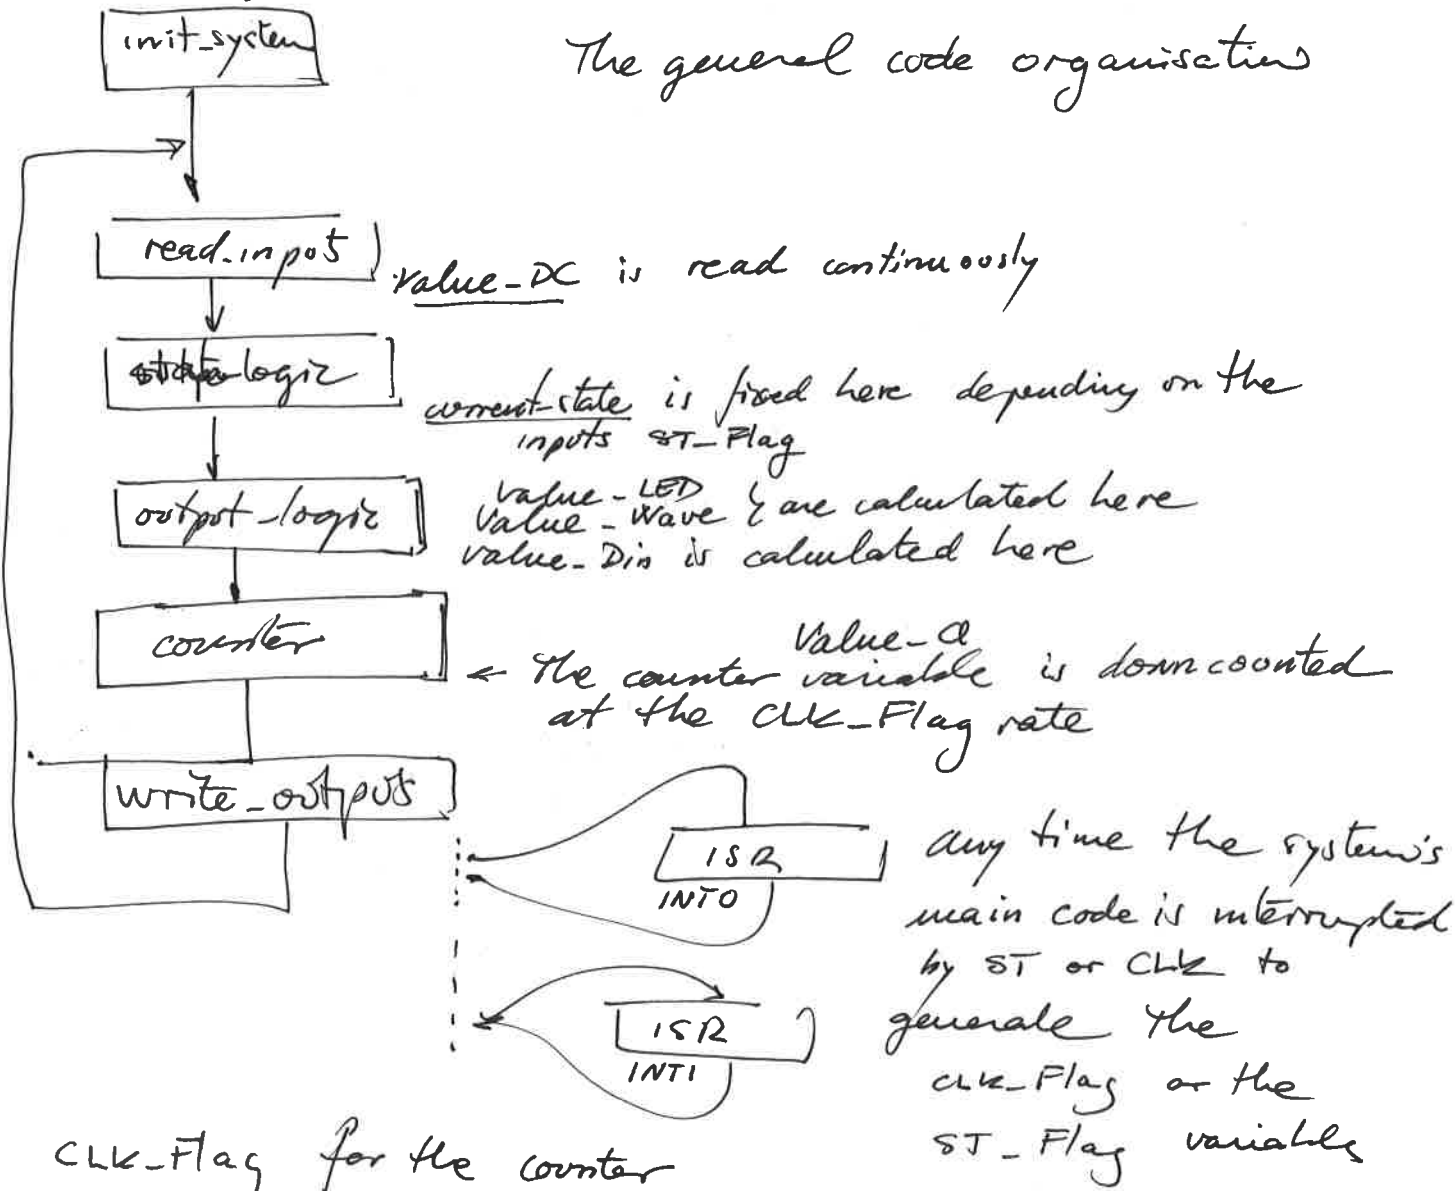 init_system
The general code organisation
read_inputs
value_DC is read continuously
state_logic
current_state is fixed here depending on the
inputs ST_Flag
output_logic
value_LED
Value_Wave } are calculated here
value_Din is calculated here
counter
Value_Q
← The counter variable is down counted
at the CLK_Flag rate
write_outputs
ISR
INT0
any time the system's
main code is interrupted
by ST or CLK to
generate the
CLK_Flag or the
ST_Flag variables
ISR
INT1
CLK_Flag for the counter